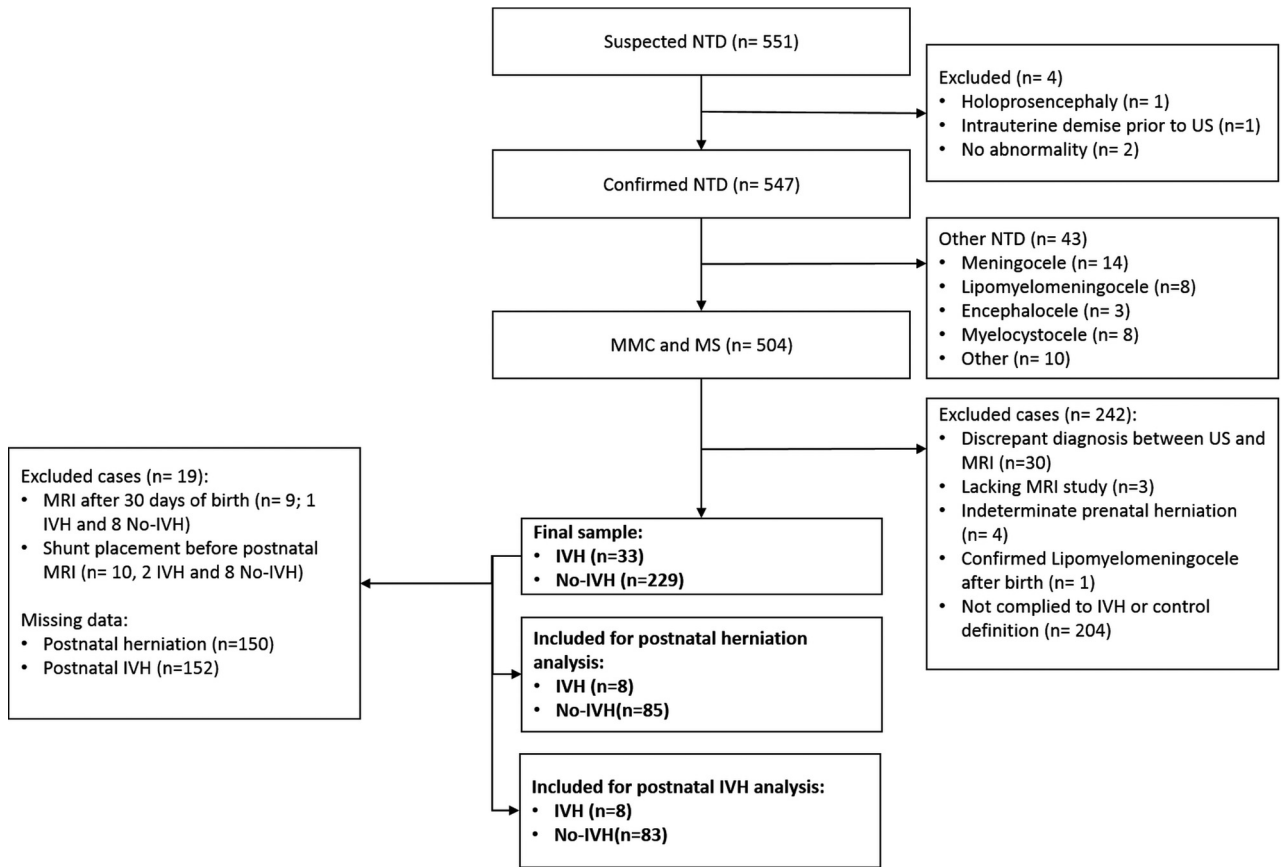 Suspected NTD (n= 551)
Excluded (n= 4)
• Holoprosencephaly (n= 1)
• Intrauterine demise prior to US (n=1)
• No abnormality (n= 2)
Confirmed NTD (n= 547)
Other NTD (n= 43)
• Meningocele (n= 14)
• Lipomyelomeningocele (n=8)
• Encephalocele (n= 3)
• Myelocystocele (n= 8)
• Other (n= 10)
MMC and MS (n= 504)
Excluded cases (n= 242):
• Discrepant diagnosis between US and
MRI (n=30)
• Lacking MRI study (n=3)
• Indeterminate prenatal herniation
(n= 4)
• Confirmed Lipomyelomeningocele
after birth (n= 1)
• Not complied to IVH or control
definition (n= 204)
Excluded cases (n= 19):
• MRI after 30 days of birth (n= 9; 1
IVH and 8 No-IVH)
• Shunt placement before postnatal
MRI (n= 10, 2 IVH and 8 No-IVH)
Missing data:
• Postnatal herniation (n=150)
• Postnatal IVH (n=152)
Final sample:
• IVH (n=33)
• No-IVH (n=229)
Included for postnatal herniation
analysis:
• IVH (n=8)
• No-IVH(n=85)
Included for postnatal IVH analysis:
• IVH (n=8)
• No-IVH(n=83)